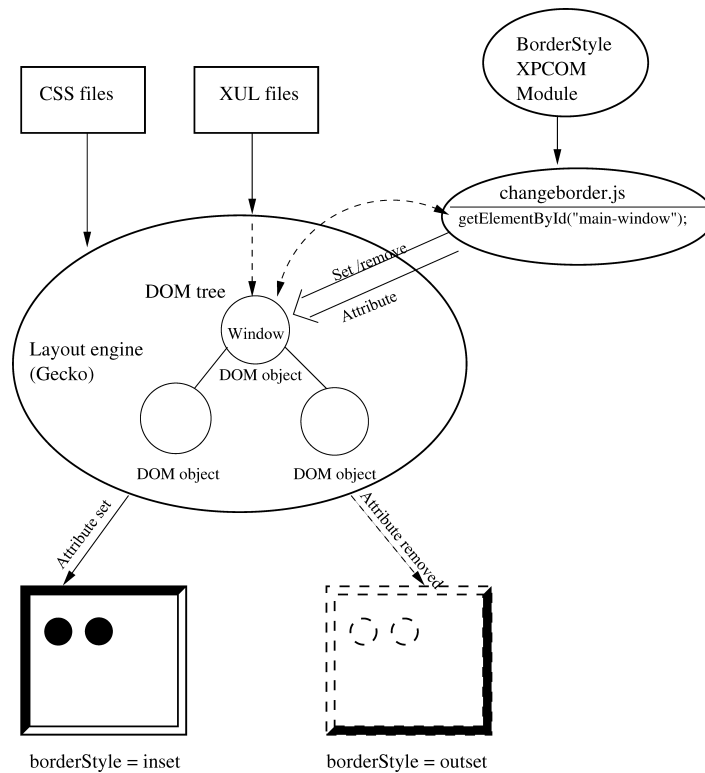 BorderStyle
XPCOM
Module
CSS files
XUL files
changeborder.js
getElementById("main-window");
Set /remove
Attribute
DOM tree
Window
Layout engine
(Gecko)
DOM object
DOM object
DOM object
Attribute set
Attribute removed
borderStyle = inset
borderStyle = outset